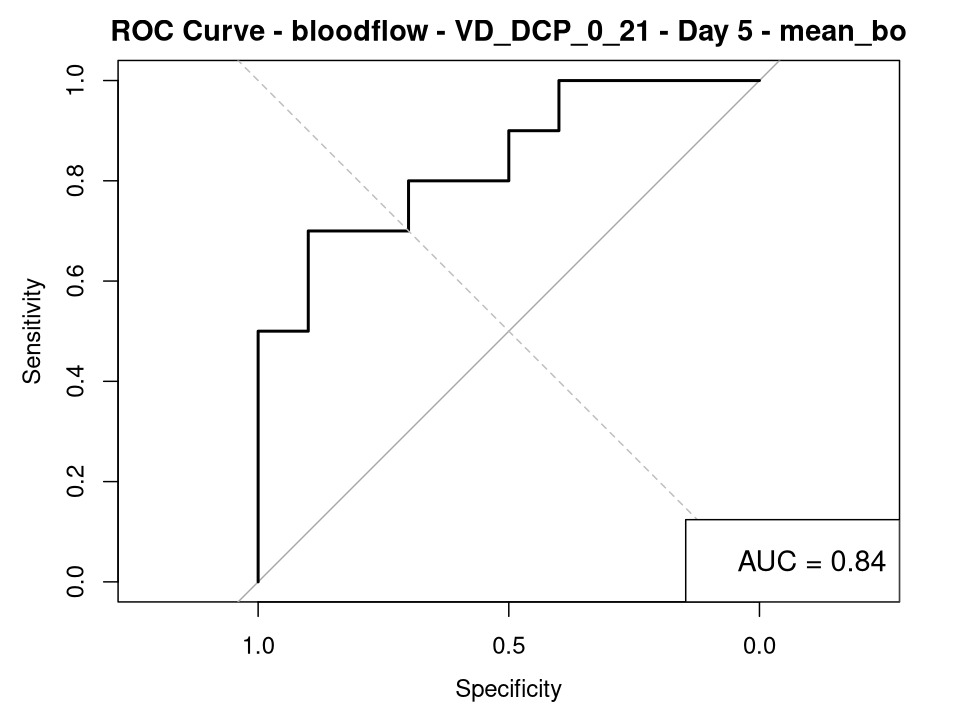 ROC Curve - bloodflow - VD_DCP_0_21 - Day 5 - mean_bo
Sensitivity
1.0
0.8
0.6
0.4
0.2
0.0
AUC = 0.84
1.0 0.5 0.0
Specificity